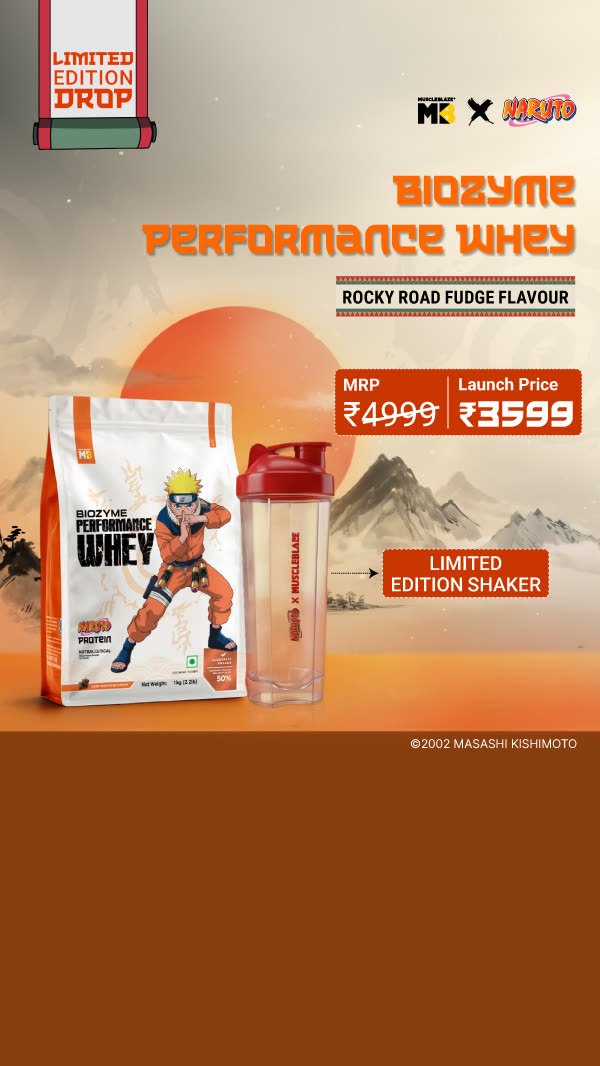 LIMITED
EDITION
DROP
MUSCLEBLAZE
MB
NARUTO
BIOZYME
PERFORMANCE WHEY
ROCKY ROAD FUDGE FLAVOUR
MRP
₹4999
Launch Price
₹3599
MB
BIOZYME
PERFORMANCE
WHEY
NARUTO
PROTEIN
NUTRACEUTICAL
Net Weight: 1kg (2.2lb)
50%
NARUTO X MUSCLEBLAZE
LIMITED
EDITION SHAKER
©2002 MASASHI KISHIMOTO